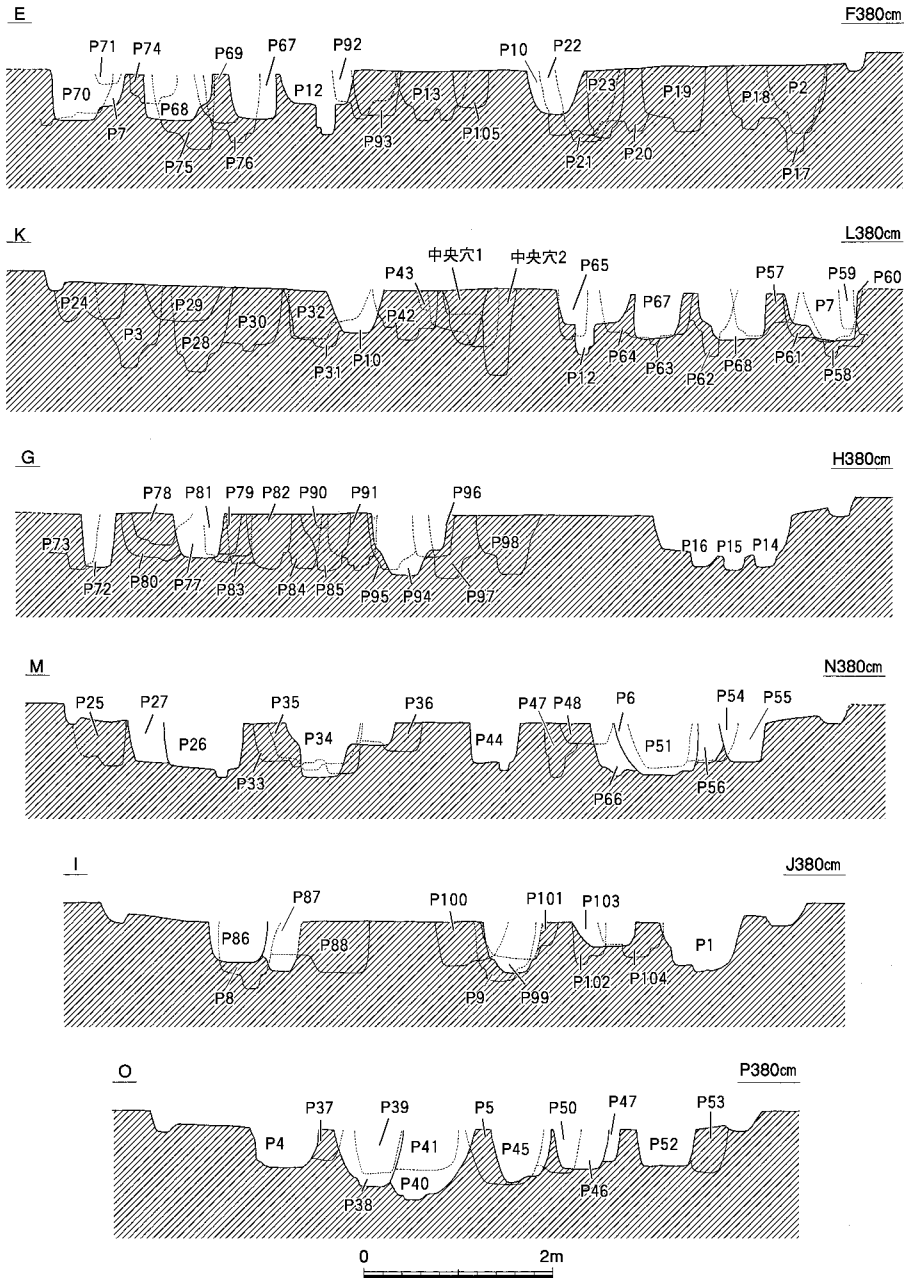 E F380cm
P71 P74 P69 P67 P92 P10 P22
P70 P7 P68 P12 P13 P23 P19 P18 P2
P75 P76 P93 P105 P21 P20 P17
K L380cm
中央穴1 中央穴2
P43 P65 P57 P59 P60
P24 P29 P32 P42 P67 P7
P3 P28 P30 P31 P10 P12 P64 P63 P62 P68 P61 P58
G H380cm
P78 P81 P79 P82 P90 P91 P96
P73 P98 P16 P15 P14
P72 P80 P77 P83 P84 P85 P95 P94 P97
M N380cm
P25 P27 P35 P36 P47 P48 P6 P54 P55
P26 P34 P44 P51
P33 P66 P56
I J380cm
P87 P100 P101 P103
P86 P88 P1
P8 P9 P99 P102 P104
O P380cm
P37 P39 P5 P50 P47 P53
P4 P41 P45 P52
P38 P40 P46
0 2m